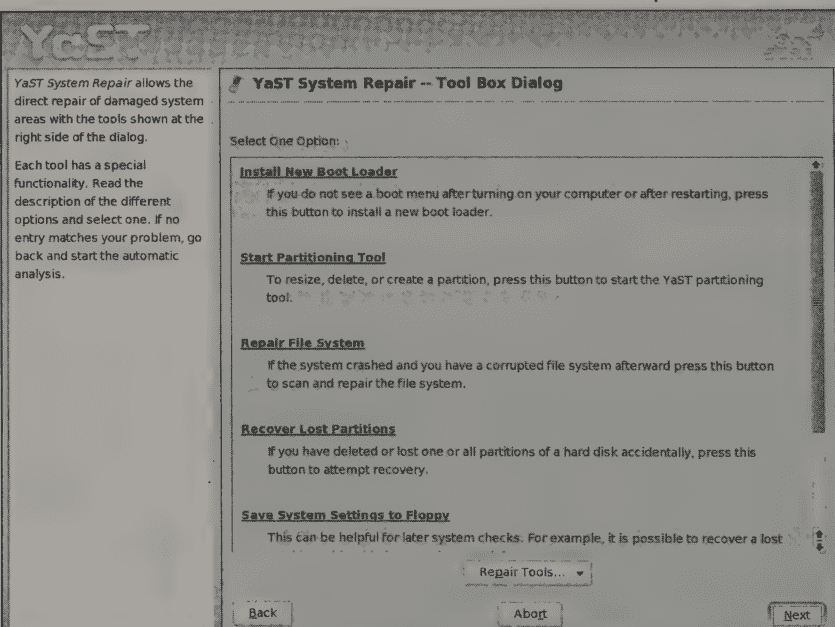 YaST
YaST System Repair allows the
direct repair of damaged system
areas with the tools shown at the
right side of the dialog.
Each tool has a special
functionality. Read the
description of the different
options and select one. If no
entry matches your problem, go
back and start the automatic
analysis.
YaST System Repair -- Tool Box Dialog
Select One Option:
Install New Boot Loader
If you do not see a boot menu after turning on your computer or after restarting, press
this button to install a new boot loader.
Start Partitioning Tool
To resize, delete, or create a partition, press this button to start the YaST partitioning
tool.
Repair File System
If the system crashed and you have a corrupted file system afterward press this button
to scan and repair the file system.
Recover Lost Partitions
If you have deleted or lost one or all partitions of a hard disk accidentally, press this
button to attempt recovery.
Save System Settings to Floppy
This can be helpful for later system checks. For example, it is possible to recover a lost
Repair Tools...
Back
Abort
Next